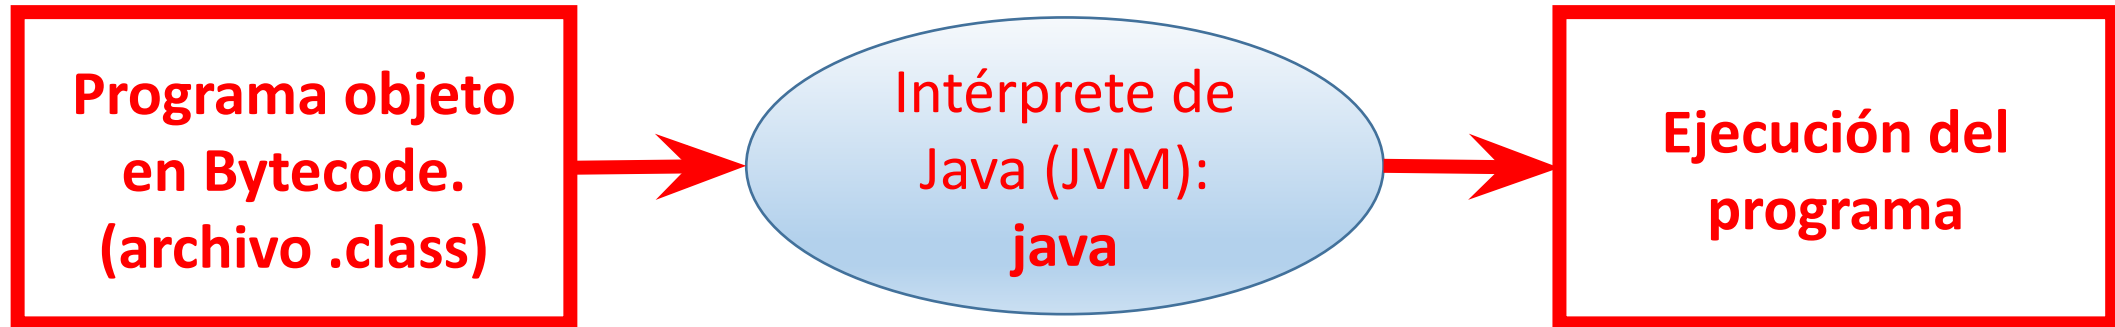 Programa objeto
en Bytecode.
(archivo .class)
Intérprete de
Java (JVM):
java
Ejecución del
programa